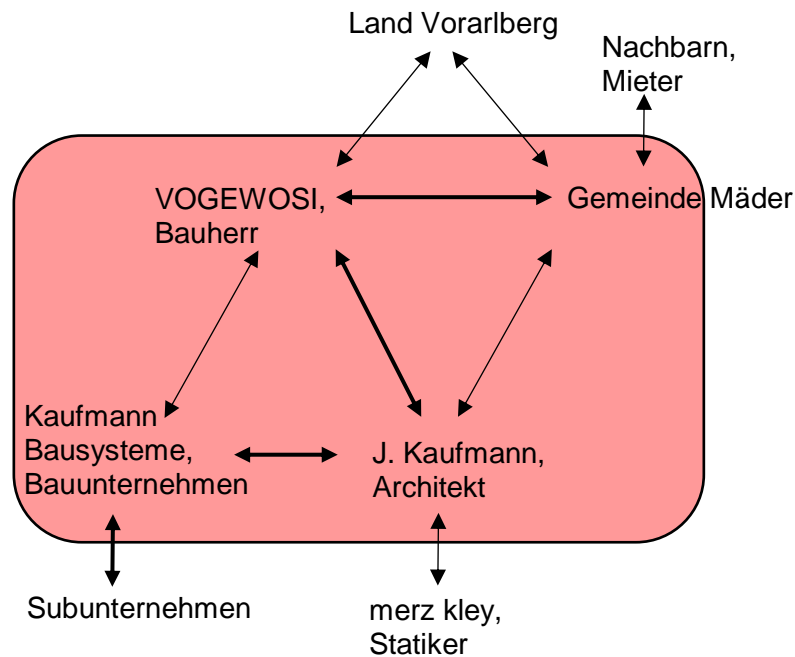 Land Vorarlberg
Nachbarn,
Mieter
VOGEWOSI,
Bauherr
Gemeinde Mäder
Kaufmann
Bausysteme,
Bauunternehmen
J. Kaufmann,
Architekt
Subunternehmen
merz kley,
Statiker